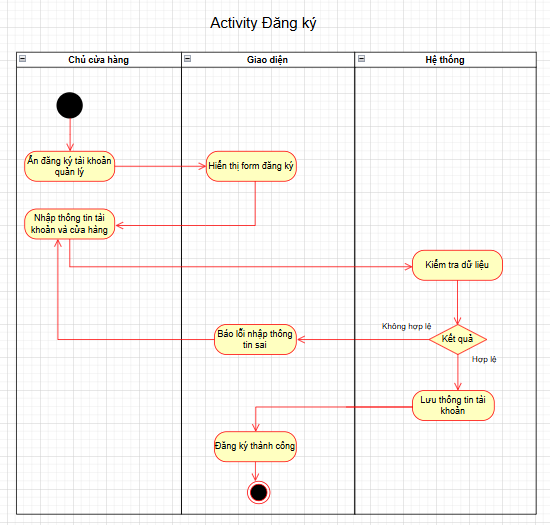 Activity Đăng ký
Chủ cửa hàng
Giao diện
Hệ thống
Ấn đăng ký tài khoản
quản lý
Hiển thị form đăng ký
Nhập thông tin tài
khoản và cửa hàng
Kiểm tra dữ liệu
Không hợp lệ
Kết quả
Báo lỗi nhập thông
tin sai
Hợp lệ
Lưu thông tin tài
khoản
Đăng ký thành công